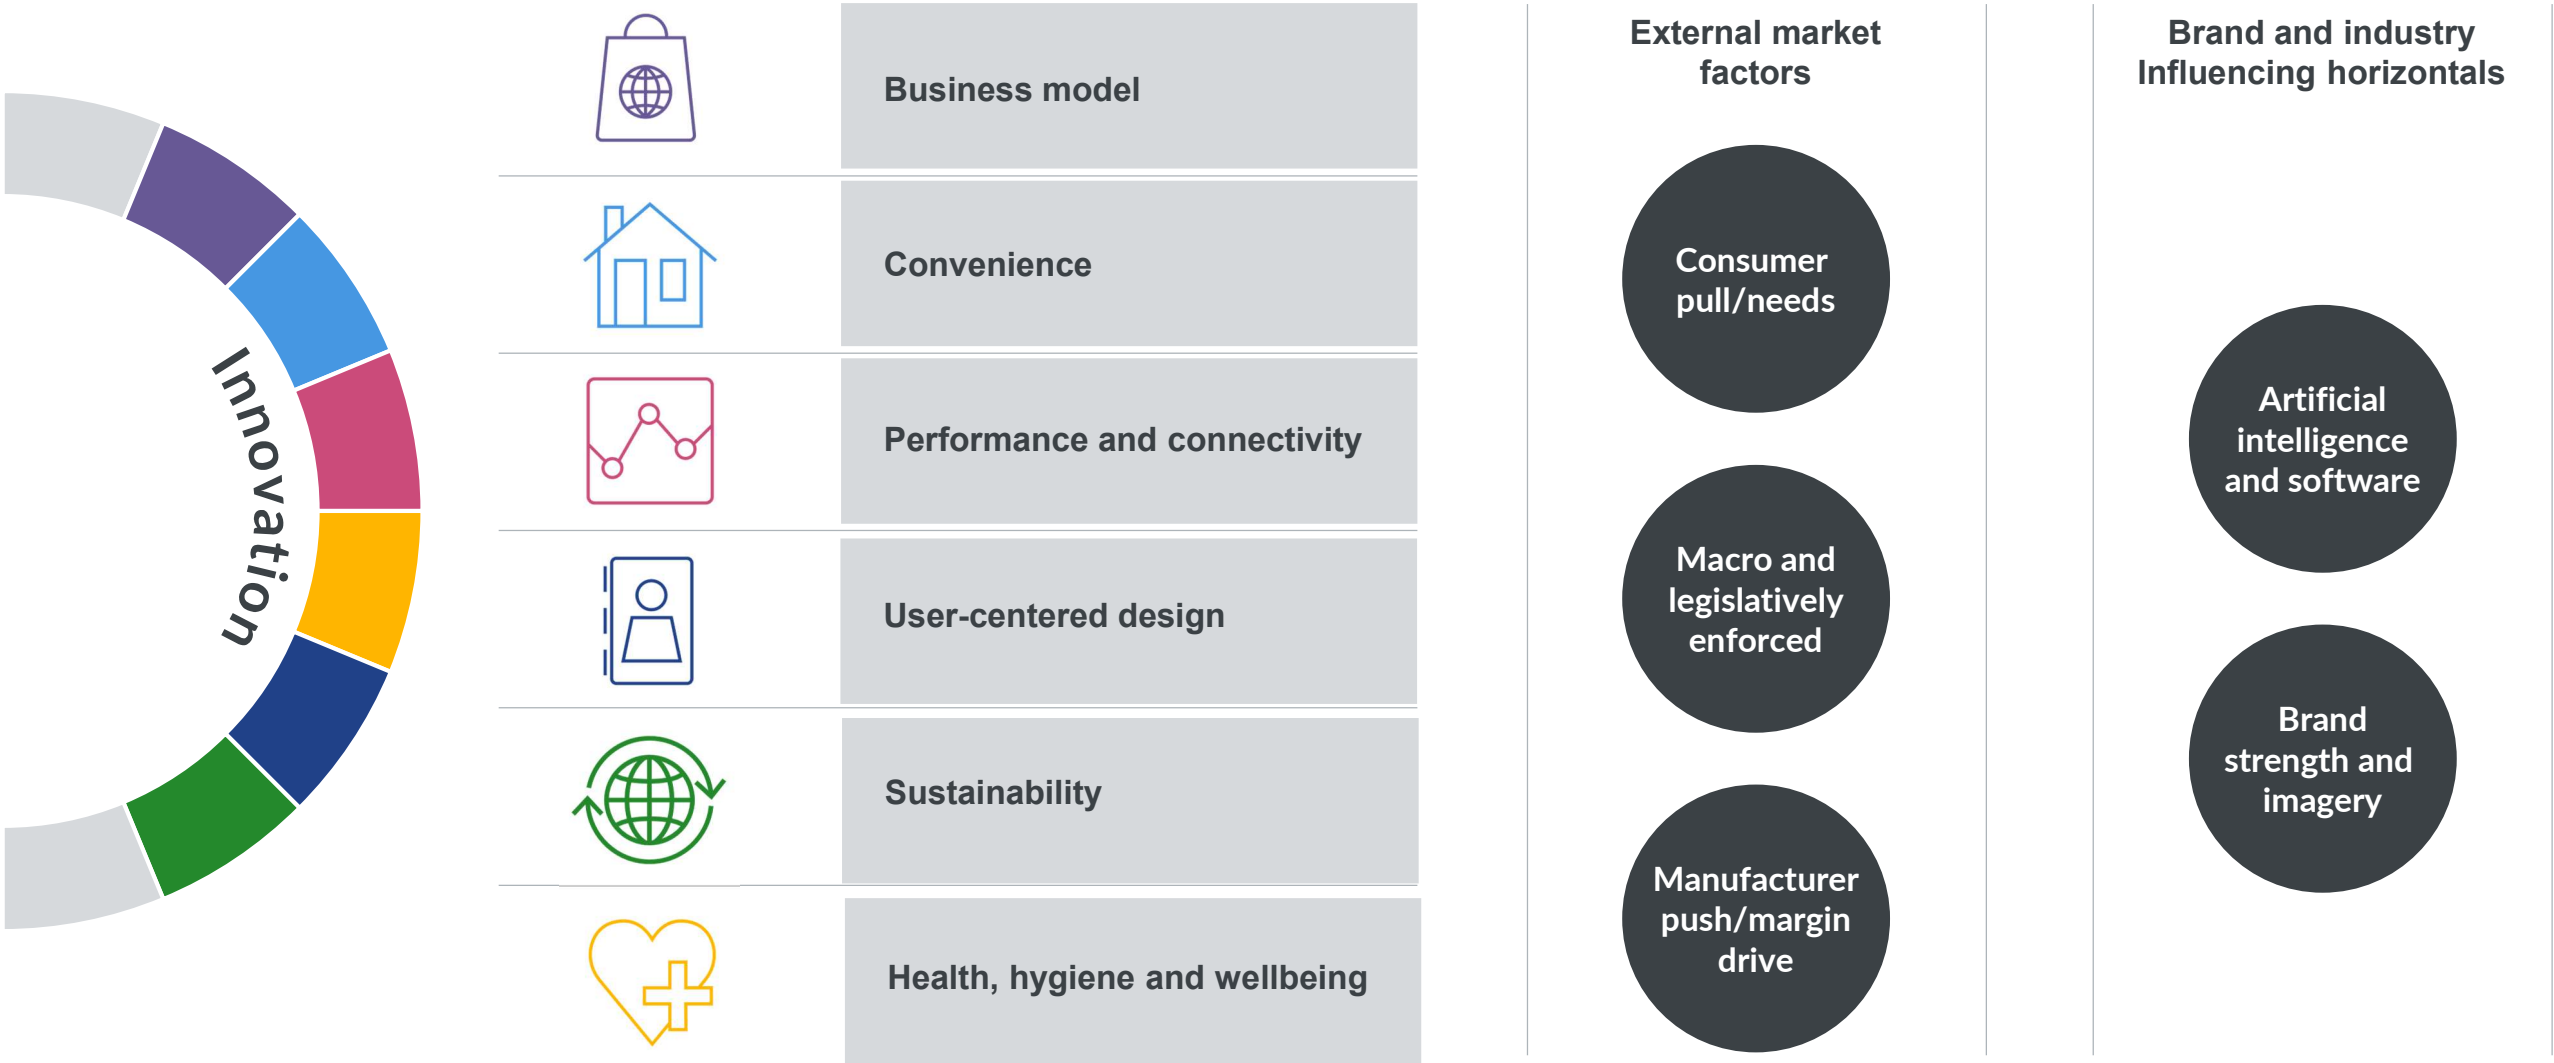 Innovation
Business model
Convenience
Performance and connectivity
User-centered design
Sustainability
Health, hygiene and wellbeing
External market
factors
Consumer
pull/needs
Macro and
legislatively
enforced
Manufacturer
push/margin
drive
Brand and industry
Influencing horizontals
Artificial
intelligence
and software
Brand
strength and
imagery